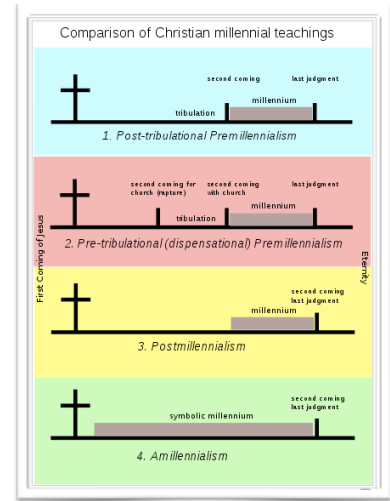 Comparison of Christian millennial teachings
second coming
last judgment
millennium
tribulation
1. Post-tribulational Premillennialism
second coming for
church (rapture)
second coming
with church
last judgment
millennium
tribulation
2. Pre-tribulational (dispensational) Premillennialism
First Coming of Jesus
Eternity
second coming
last judgment
millennium
3. Postmillennialism
second coming
last judgment
symbolic millennium
4. Amillennialism